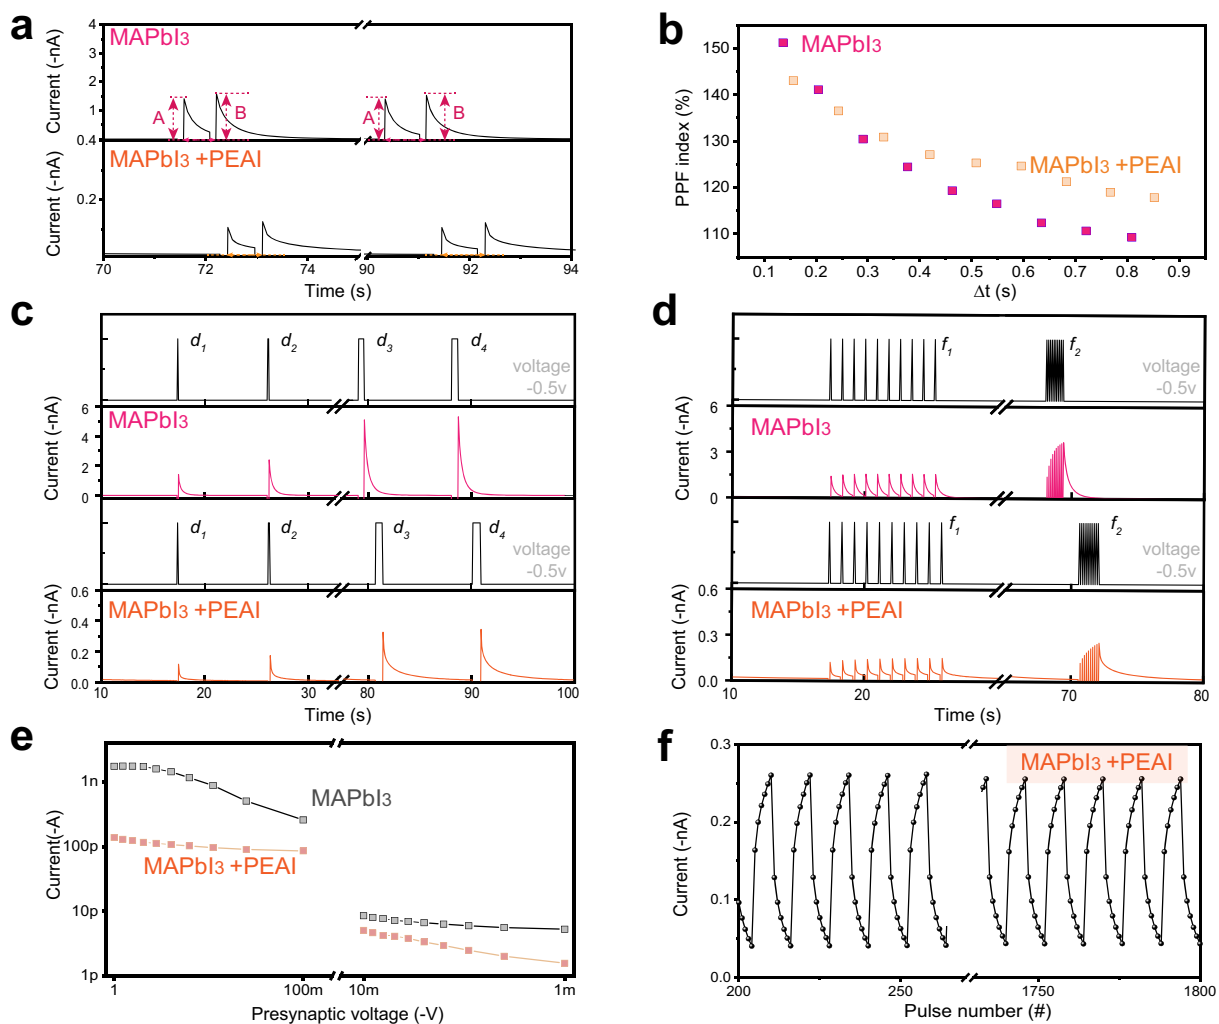 a
MAPbI3
Current (-nA)
4
3
2
1
0.4
A
B
A
B
MAPbI3 +PEAI
Current (-nA)
0.2
70
72
74
90
92
94
Time (s)
b
MAPbI3
MAPbI3 +PEAI
PPF index (%)
150
140
130
120
110
0.1
0.2
0.3
0.4
0.5
0.6
0.7
0.8
0.9
Δt (s)
c
d1
d2
d3
d4
voltage
-0.5v
MAPbI3
Current (-nA)
6
4
2
0
d1
d2
d3
d4
voltage
-0.5v
MAPbI3 +PEAI
Current (-nA)
0.6
0.4
0.2
0.0
10
20
30
80
90
100
Time (s)
d
f1
f2
voltage
-0.5v
MAPbI3
Current (-nA)
6
3
0
f1
f2
voltage
-0.5v
MAPbI3 +PEAI
Current (-nA)
0.6
0.3
0.0
10
20
70
80
Time (s)
e
MAPbI3
MAPbI3 +PEAI
Current(-A)
1n
100p
10p
1p
1
100m
10m
1m
Presynaptic voltage (-V)
f
MAPbI3 +PEAI
Current (-nA)
0.3
0.2
0.1
0.0
200
250
1750
1800
Pulse number (#)